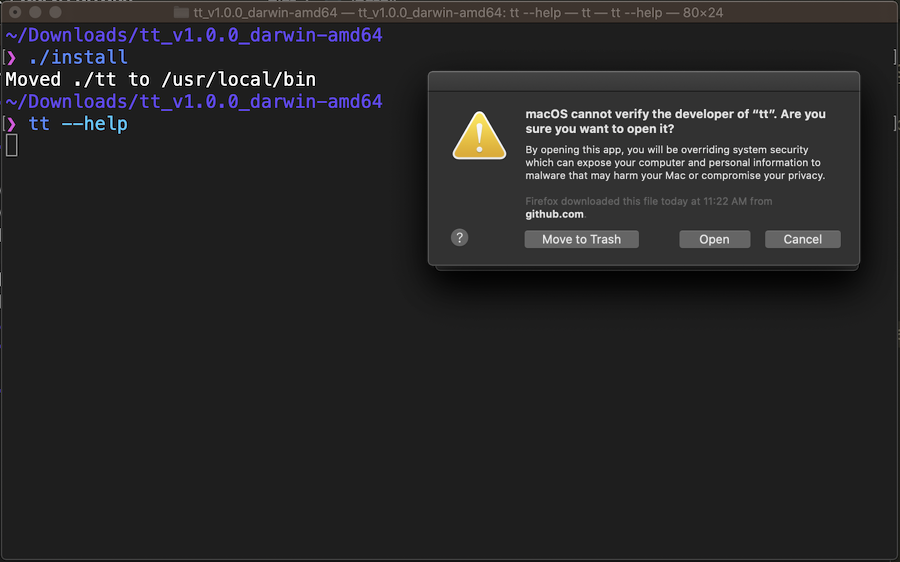 tt_v1.0.0_darwin-amd64 — tt_v1.0.0_darwin-amd64: tt --help — tt — tt --help — 80×24
~/Downloads/tt_v1.0.0_darwin-amd64
[❯ ./install ]
Moved ./tt to /usr/local/bin
~/Downloads/tt_v1.0.0_darwin-amd64
[❯ tt --help ]
macOS cannot verify the developer of “tt”. Are you
sure you want to open it?
By opening this app, you will be overriding system security
which can expose your computer and personal information to
malware that may harm your Mac or compromise your privacy.
Firefox downloaded this file today at 11:22 AM from
github.com.
? Move to Trash Open Cancel